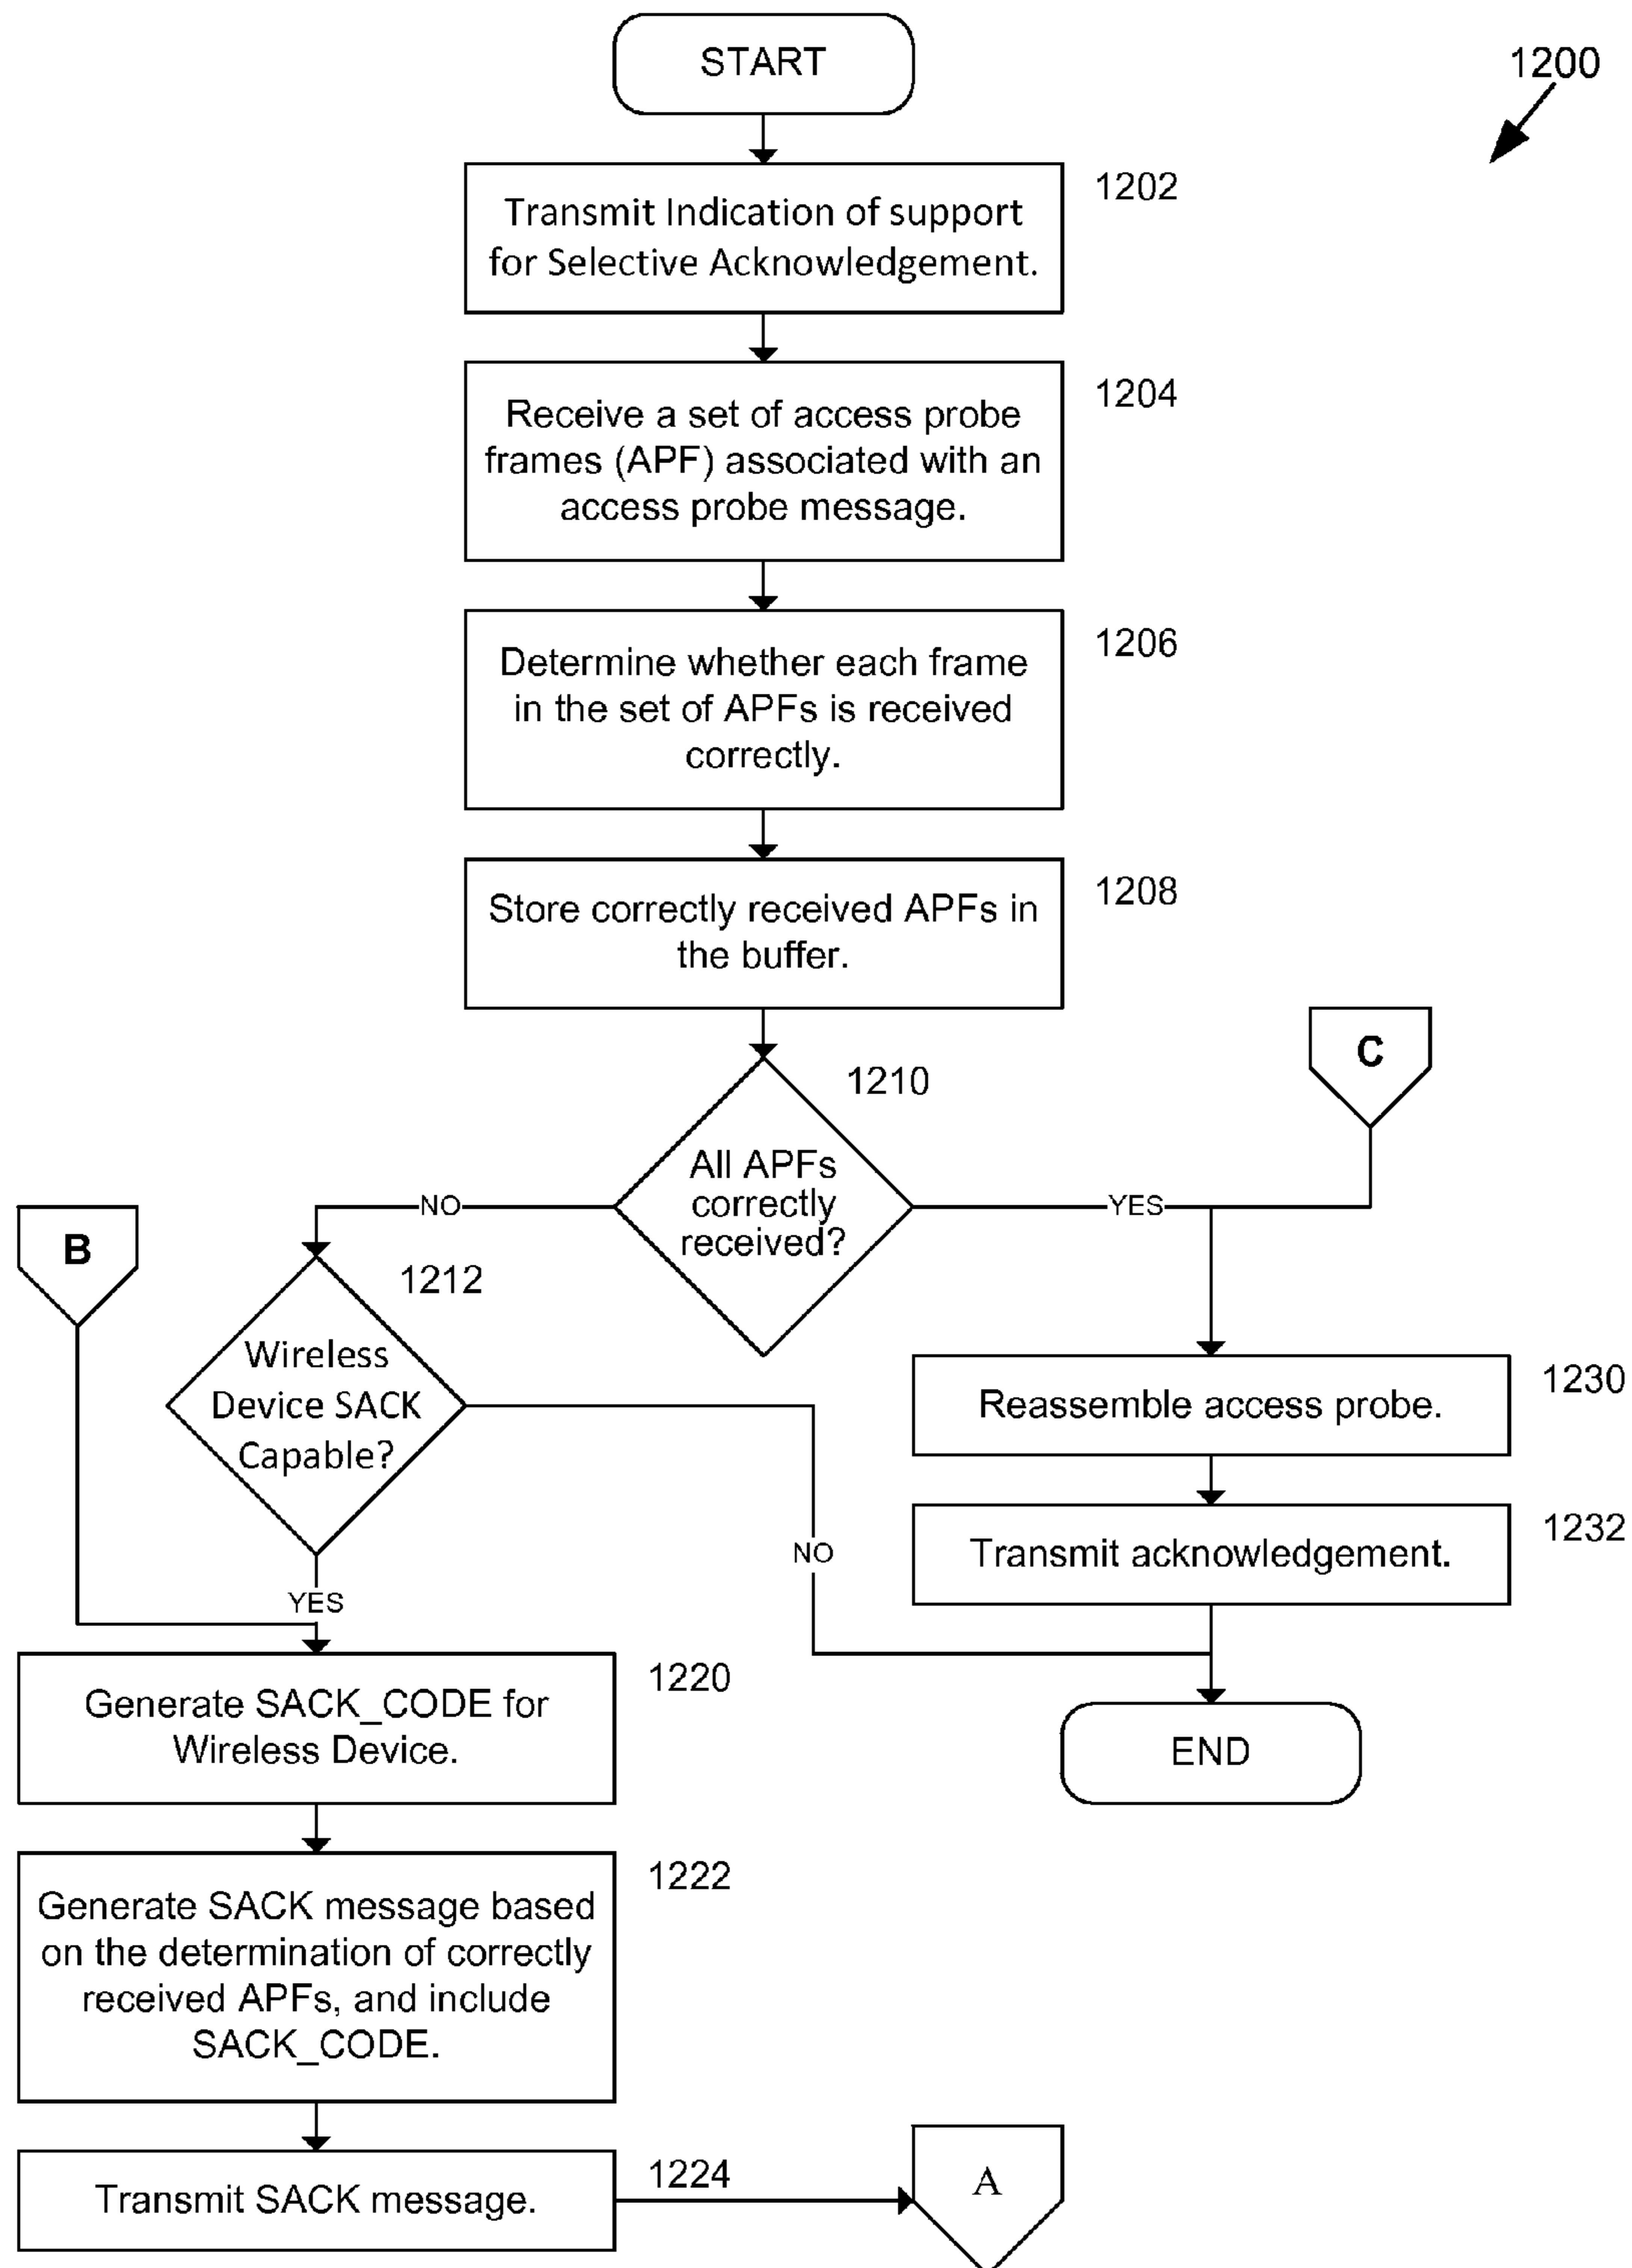 START
1200
1202
Transmit Indication of support
for Selective Acknowledgement.
1204
Receive a set of access probe
frames (APF) associated with an
access probe message.
1206
Determine whether each frame
in the set of APFs is received
correctly.
1208
Store correctly received APFs in
the buffer.
C
1210
All APFs
correctly
received?
NO
YES
B
1212
Wireless
Device SACK
Capable?
1230
Reassemble access probe.
1232
Transmit acknowledgement.
NO
YES
1220
Generate SACK_CODE for
Wireless Device.
END
1222
Generate SACK message based
on the determination of correctly
received APFs, and include
SACK_CODE.
1224
Transmit SACK message.
A